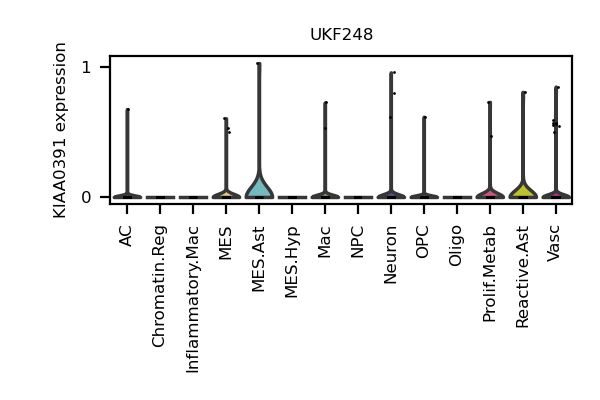 UKF248
KIAA0391 expression
1
0
AC
Chromatin.Reg
Inflammatory.Mac
MES
MES.Ast
MES.Hyp
Mac
NPC
Neuron
OPC
Oligo
Prolif.Metab
Reactive.Ast
Vasc